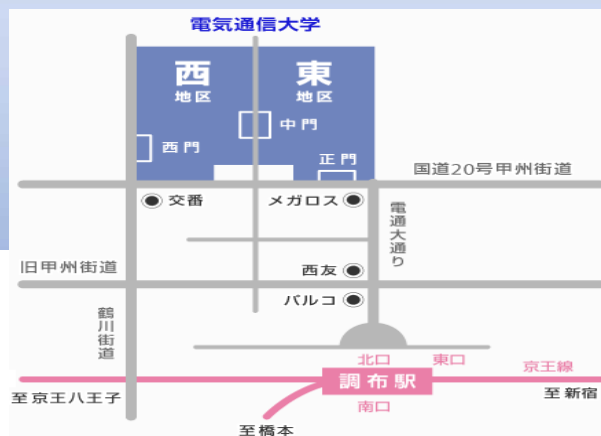 電気通信大学
西
地区
東
地区
中門
西門
正門
国道20号甲州街道
交番
メガロス
電通大通り
旧甲州街道
西友
パルコ
鶴川街道
北口
東口
京王線
調布駅
至京王八王子
至新宿
南口
至橋本